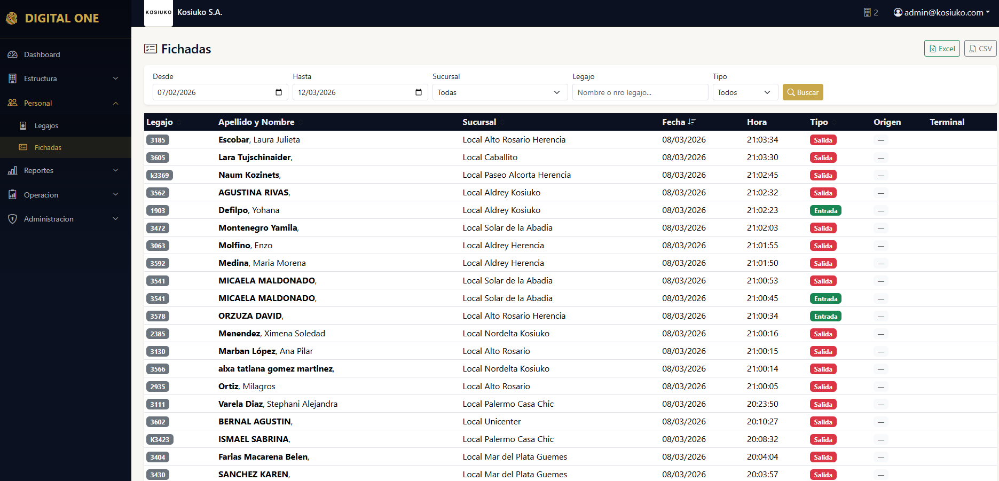 DIGITAL ONE
KOSIUKO Kosiuko S.A. 2 admin@kosiuko.com
Dashboard
Estructura
Personal
Legajos
Fichadas
Reportes
Operacion
Administracion
Fichadas Excel CSV
Desde Hasta Sucursal Legajo Tipo
07/02/2026 12/03/2026 Todas Nombre o nro legajo... Todos Buscar
Legajo Apellido y Nombre Sucursal Fecha Hora Tipo Origen Terminal
3185 Escobar, Laura Julieta Local Alto Rosario Herencia 08/03/2026 21:03:34 Salida —
3605 Lara Tujschinaider, Local Caballito 08/03/2026 21:03:30 Salida —
k3369 Naum Kozinets, Local Paseo Alcorta Herencia 08/03/2026 21:02:45 Salida —
3562 AGUSTINA RIVAS, Local Aldrey Kosiuko 08/03/2026 21:02:32 Salida —
1903 Defilpo, Yohana Local Aldrey Kosiuko 08/03/2026 21:02:23 Entrada —
3472 Montenegro Yamila, Local Solar de la Abadia 08/03/2026 21:02:03 Salida —
3063 Molfino, Enzo Local Aldrey Herencia 08/03/2026 21:01:55 Salida —
3592 Medina, Maria Morena Local Aldrey Herencia 08/03/2026 21:01:50 Salida —
3541 MICAELA MALDONADO, Local Solar de la Abadia 08/03/2026 21:00:53 Salida —
3541 MICAELA MALDONADO, Local Solar de la Abadia 08/03/2026 21:00:45 Entrada —
3578 ORZUZA DAVID, Local Alto Rosario Herencia 08/03/2026 21:00:34 Entrada —
2385 Menendez, Ximena Soledad Local Nordelta Kosiuko 08/03/2026 21:00:16 Salida —
3130 Marban López, Ana Pilar Local Alto Rosario 08/03/2026 21:00:15 Salida —
3566 aixa tatiana gomez martinez, Local Nordelta Kosiuko 08/03/2026 21:00:14 Salida —
2935 Ortiz, Milagros Local Alto Rosario 08/03/2026 21:00:05 Salida —
3111 Varela Diaz, Stephani Alejandra Local Palermo Casa Chic 08/03/2026 20:23:50 Salida —
3602 BERNAL AGUSTIN, Local Unicenter 08/03/2026 20:10:27 Salida —
K3423 ISMAEL SABRINA, Local Palermo Casa Chic 08/03/2026 20:08:32 Salida —
3404 Farias Macarena Belen, Local Mar del Plata Guemes 08/03/2026 20:04:04 Salida —
3430 SANCHEZ KAREN, Local Mar del Plata Guemes 08/03/2026 20:03:57 Salida —